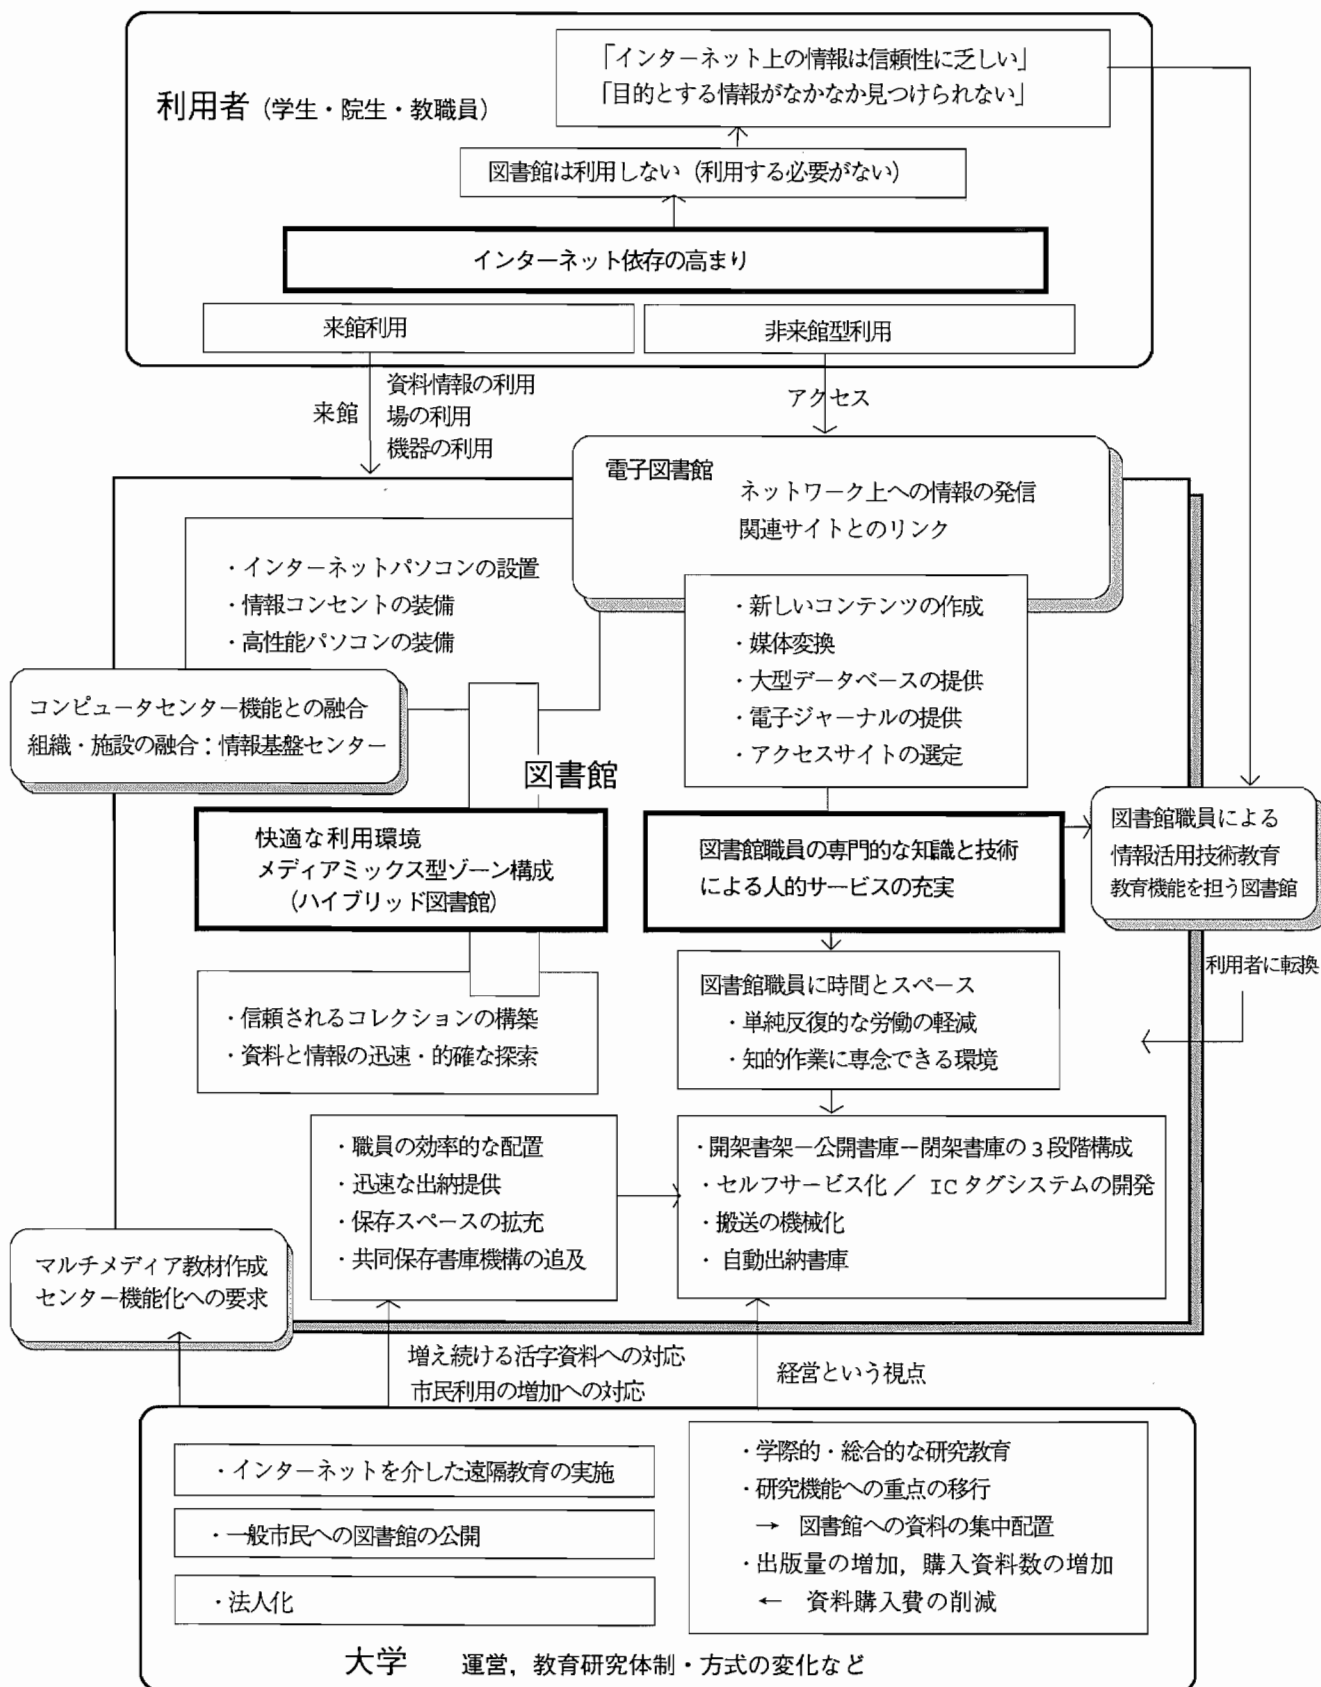 「インターネット上の情報は信頼性に乏しい」
「目的とする情報がなかなか見つけられない」
利用者（学生・院生・教職員）
図書館は利用しない（利用する必要がない）
インターネット依存の高まり
来館利用
非来館型利用
来館
資料情報の利用
場の利用
機器の利用
アクセス
電子図書館
ネットワーク上への情報の発信
関連サイトとのリンク
・インターネットパソコンの設置
・情報コンセントの装備
・高性能パソコンの装備
・新しいコンテンツの作成
・媒体変換
・大型データベースの提供
・電子ジャーナルの提供
・アクセスサイトの選定
コンピュータセンター機能との融合
組織・施設の融合：情報基盤センター
図書館
快適な利用環境
メディアミックス型ゾーン構成
（ハイブリッド図書館）
図書館職員の専門的な知識と技術
による人的サービスの充実
図書館職員による
情報活用技術教育
教育機能を担う図書館
利用者に転換
・信頼されるコレクションの構築
・資料と情報の迅速・的確な探索
図書館職員に時間とスペース
・単純反復的な労働の軽減
・知的作業に専念できる環境
・職員の効率的な配置
・迅速な出納提供
・保存スペースの拡充
・共同保存書庫機構の追及
・開架書架－公開書庫－閉架書庫の３段階構成
・セルフサービス化 ／ ICタグシステムの開発
・搬送の機械化
・自動出納書庫
マルチメディア教材作成
センター機能化への要求
増え続ける活字資料への対応
市民利用の増加への対応
経営という視点
・インターネットを介した遠隔教育の実施
・一般市民への図書館の公開
・法人化
・学際的・総合的な研究教育
・研究機能への重点の移行
→ 図書館への資料の集中配置
・出版量の増加，購入資料数の増加
← 資料購入費の削減
大学 運営，教育研究体制・方式の変化など